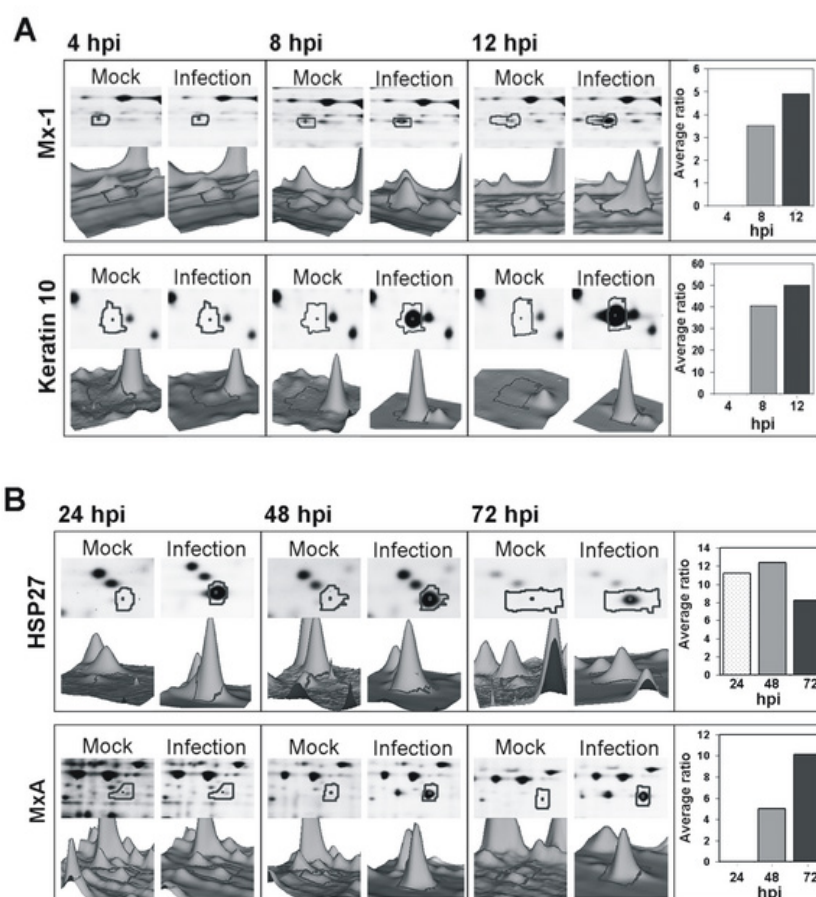 A
4 hpi 8 hpi 12 hpi
Mx-1
Mock Infection Mock Infection Mock Infection
Average ratio
6
5
4
3
2
1
0
4 8 12
hpi
Keratin 10
Mock Infection Mock Infection Mock Infection
Average ratio
60
50
40
30
20
10
0
4 8 12
hpi
B
24 hpi 48 hpi 72 hpi
HSP27
Mock Infection Mock Infection Mock Infection
Average ratio
14
12
10
8
6
4
2
0
24 48 72
hpi
MxA
Mock Infection Mock Infection Mock Infection
Average ratio
12
10
8
6
4
2
0
24 48 72
hpi